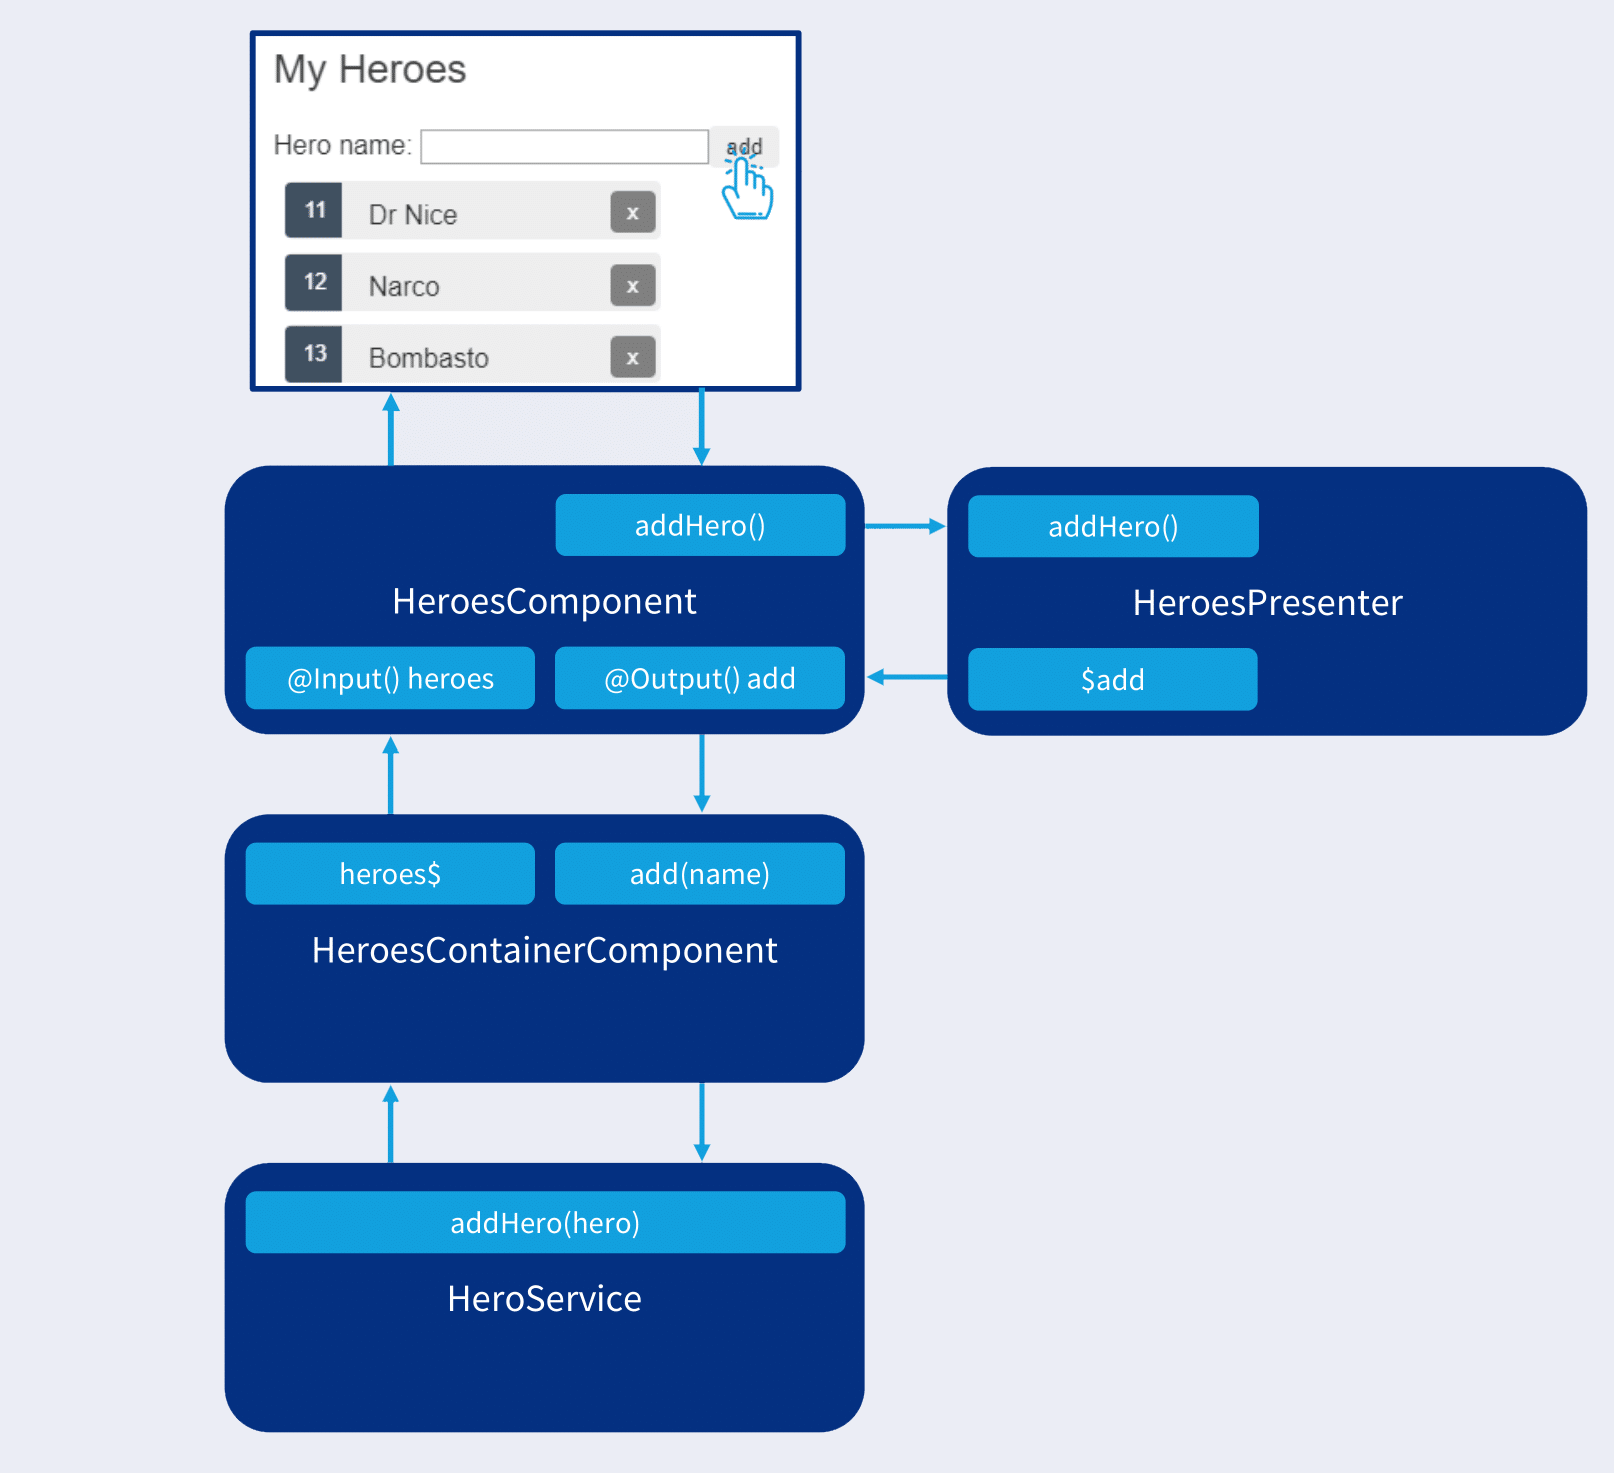 My Heroes
Hero name:
add
11 Dr Nice x
12 Narco x
13 Bombasto x
addHero()
HeroesComponent
@Input() heroes
@Output() add
addHero()
HeroesPresenter
$add
heroes$
add(name)
HeroesContainerComponent
addHero(hero)
HeroService